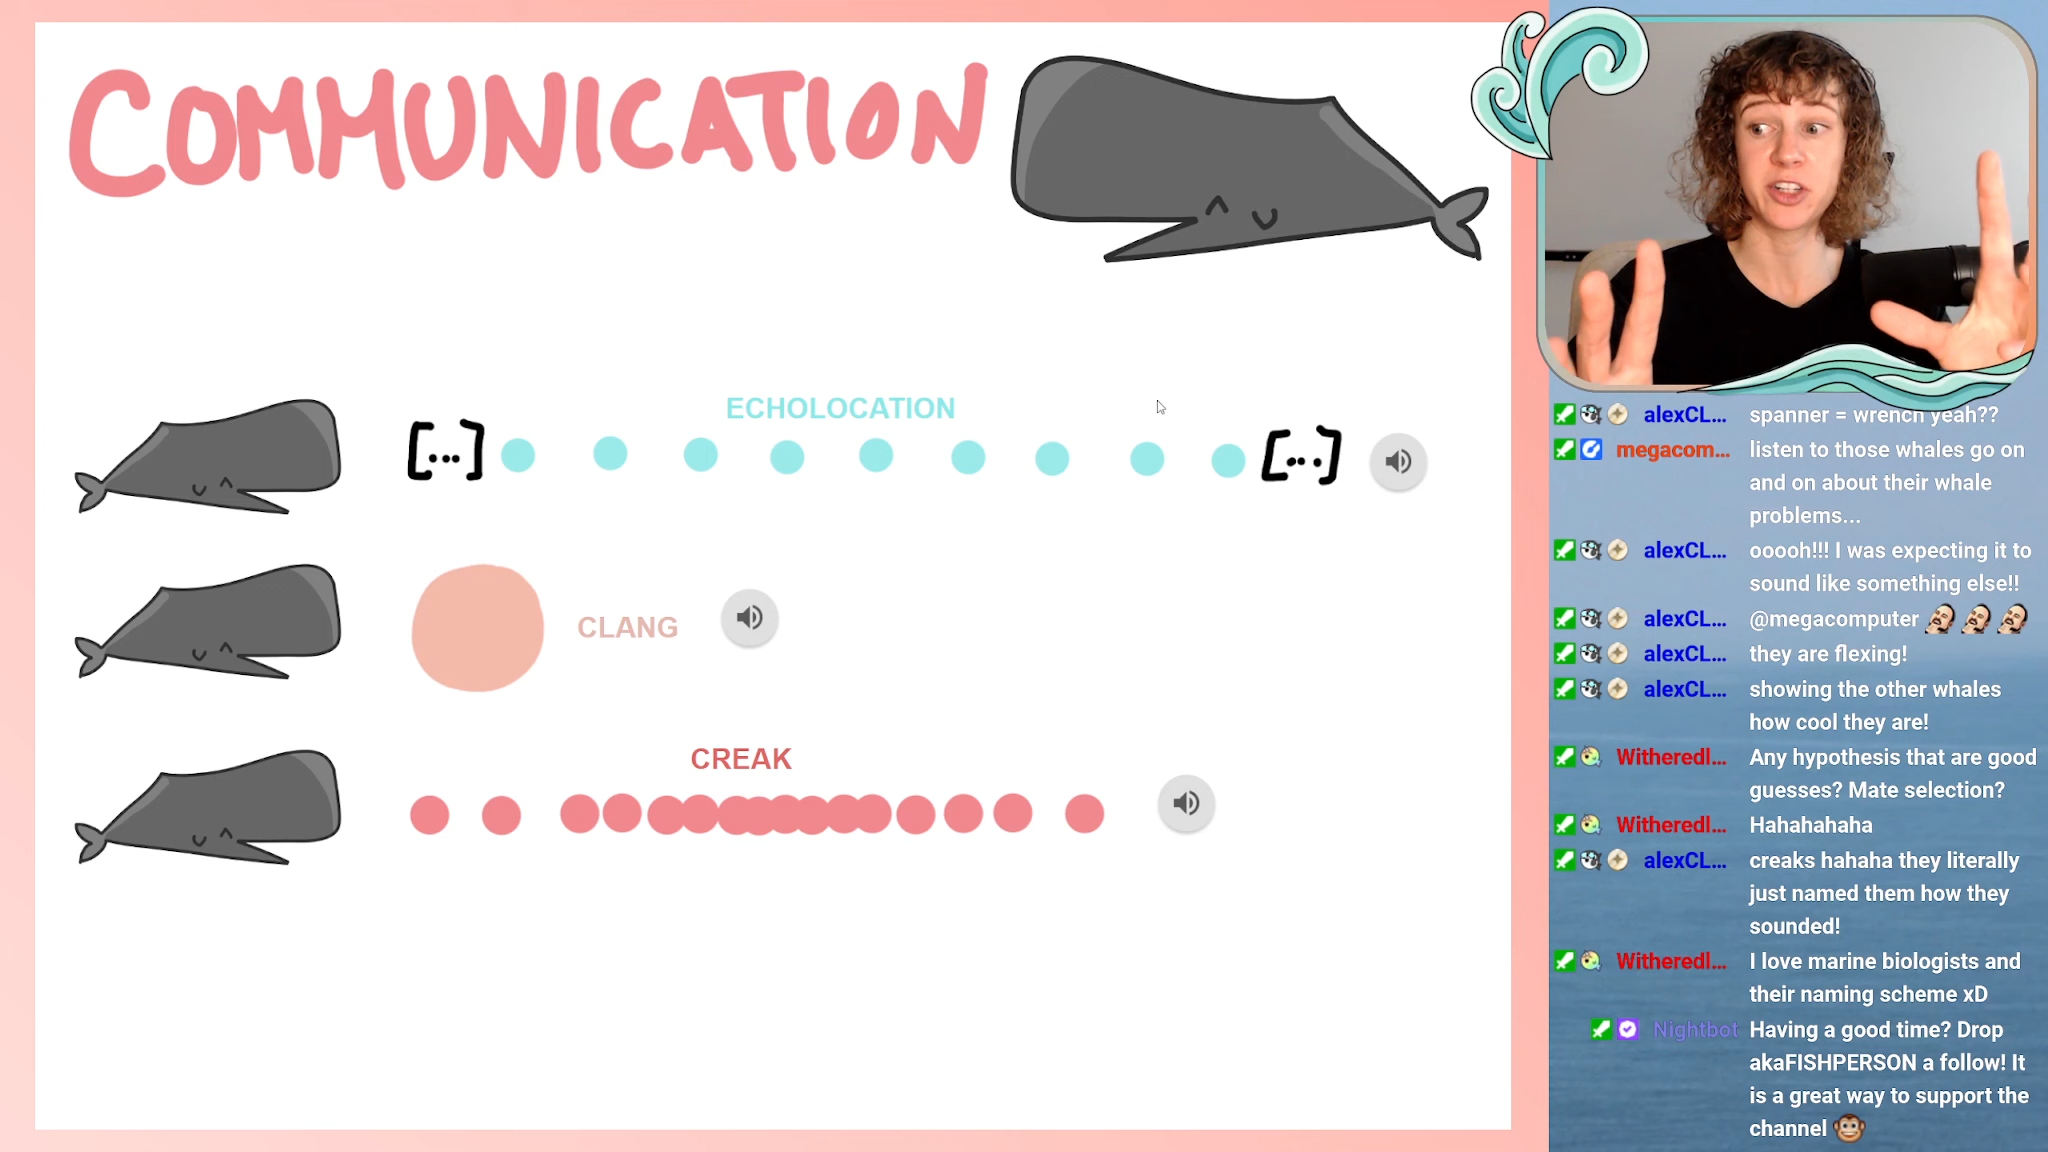 COMMUNICATION
ECHOLOCATION
[...]
[...]
CLANG
CREAK
alexCL... spanner = wrench yeah??
megacom... listen to those whales go on
and on about their whale
problems...
alexCL... ooooh!!! I was expecting it to
sound like something else!!
alexCL... @megacomputer
alexCL... they are flexing!
alexCL... showing the other whales
how cool they are!
Witheredl... Any hypothesis that are good
guesses? Mate selection?
Witheredl... Hahahahaha
alexCL... creaks hahaha they literally
just named them how they
sounded!
Witheredl... I love marine biologists and
their naming scheme xD
Nightbot Having a good time? Drop
akaFISHPERSON a follow! It
is a great way to support the
channel